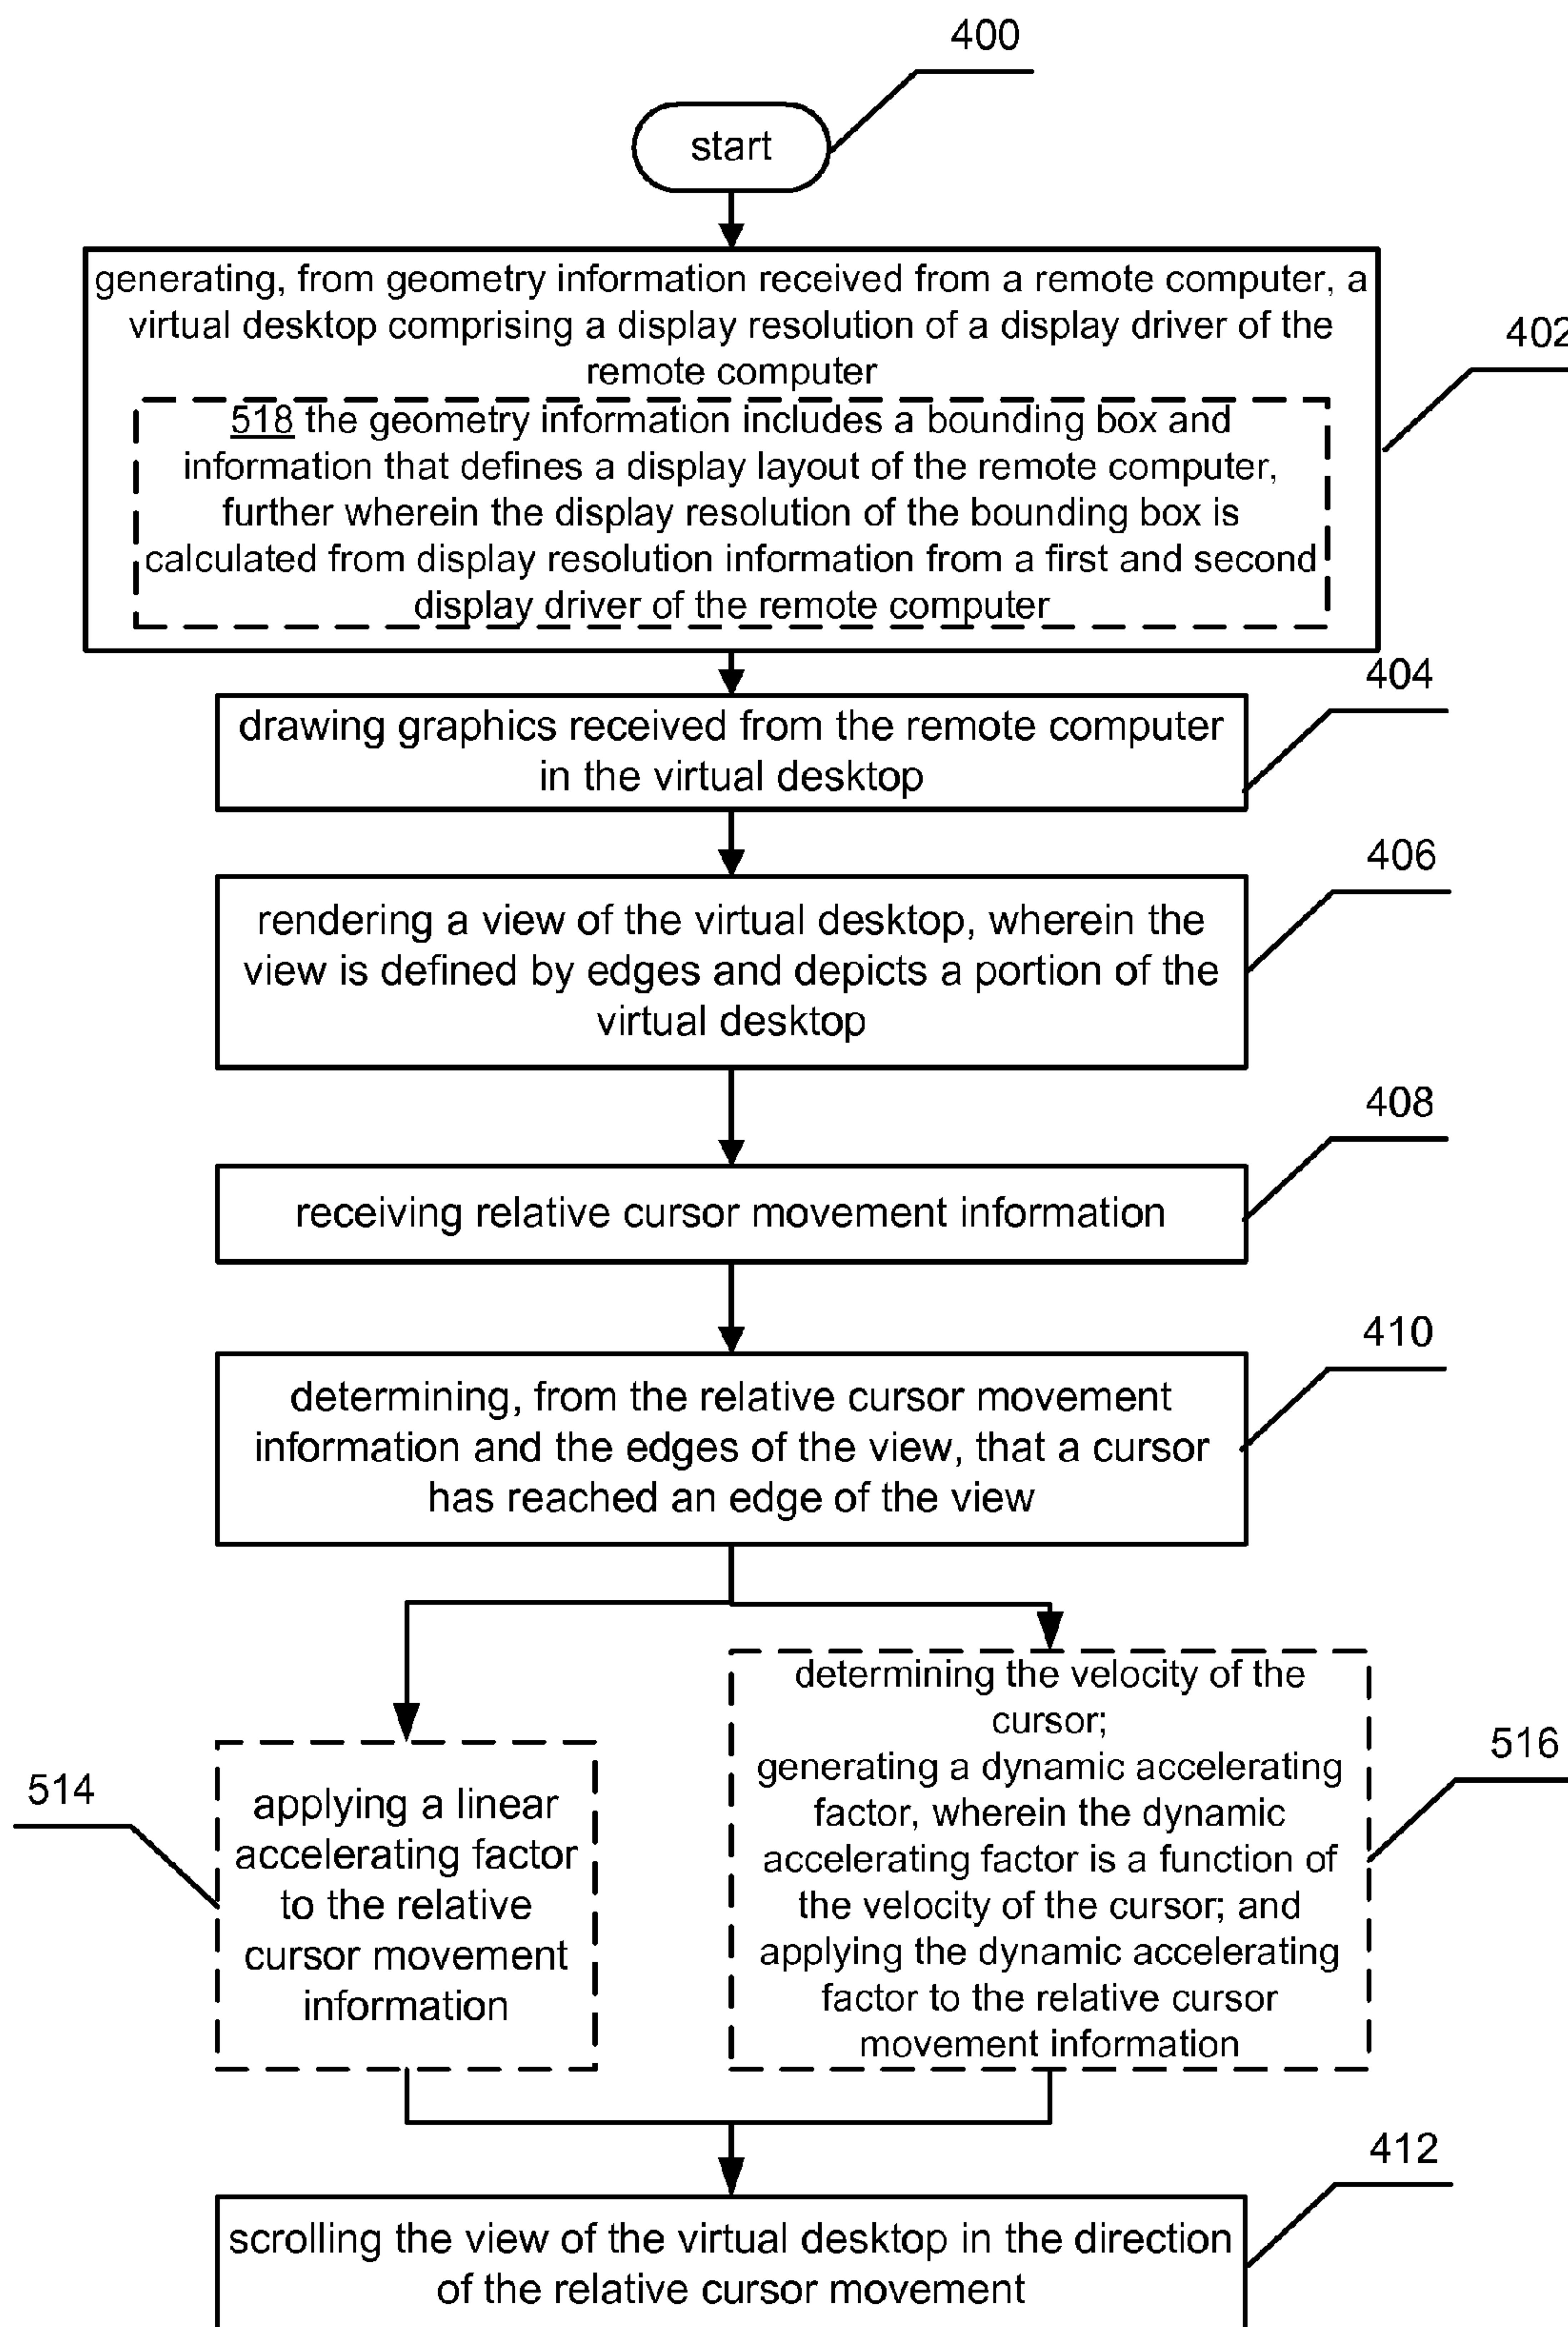 400
start
generating, from geometry information received from a remote computer, a
virtual desktop comprising a display resolution of a display driver of the
remote computer
402
518 the geometry information includes a bounding box and
information that defines a display layout of the remote computer,
further wherein the display resolution of the bounding box is
calculated from display resolution information from a first and second
display driver of the remote computer
404
drawing graphics received from the remote computer
in the virtual desktop
406
rendering a view of the virtual desktop, wherein the
view is defined by edges and depicts a portion of the
virtual desktop
408
receiving relative cursor movement information
410
determining, from the relative cursor movement
information and the edges of the view, that a cursor
has reached an edge of the view
514
applying a linear
accelerating factor
to the relative
cursor movement
information
determining the velocity of the
cursor;
generating a dynamic accelerating
factor, wherein the dynamic
accelerating factor is a function of
the velocity of the cursor; and
applying the dynamic accelerating
factor to the relative cursor
movement information
516
412
scrolling the view of the virtual desktop in the direction
of the relative cursor movement